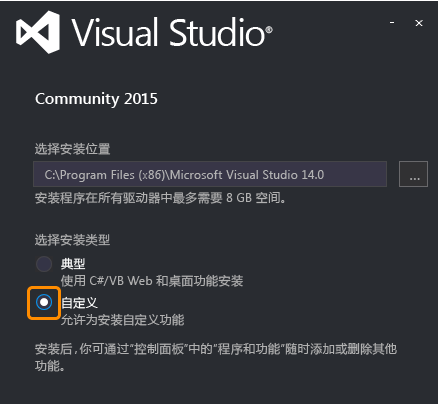 Visual Studio®
Community 2015
选择安装位置
C:\Program Files (x86)\Microsoft Visual Studio 14.0
...
安装程序在所有驱动器中最多需要 8 GB 空间。
选择安装类型
典型
使用 C#/VB Web 和桌面功能安装
自定义
允许为安装自定义功能
安装后,你可通过“控制面板”中的“程序和功能”随时添加或删除其他
功能。